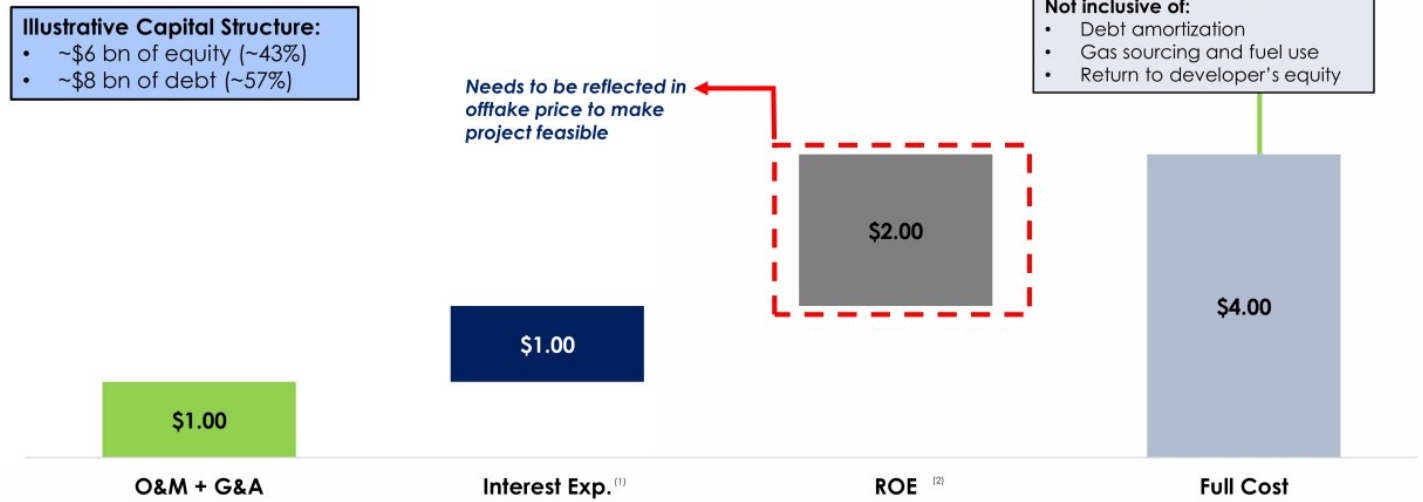 Illustrative Capital Structure:
• ~$6 bn of equity (~43%)
• ~$8 bn of debt (~57%)
Not inclusive of:
• Debt amortization
• Gas sourcing and fuel use
• Return to developer's equity
Needs to be reflected in
offtake price to make
project feasible
$2.00
$4.00
$1.00
$1.00
O&M + G&A
Interest Exp. (1)
ROE (2)
Full Cost